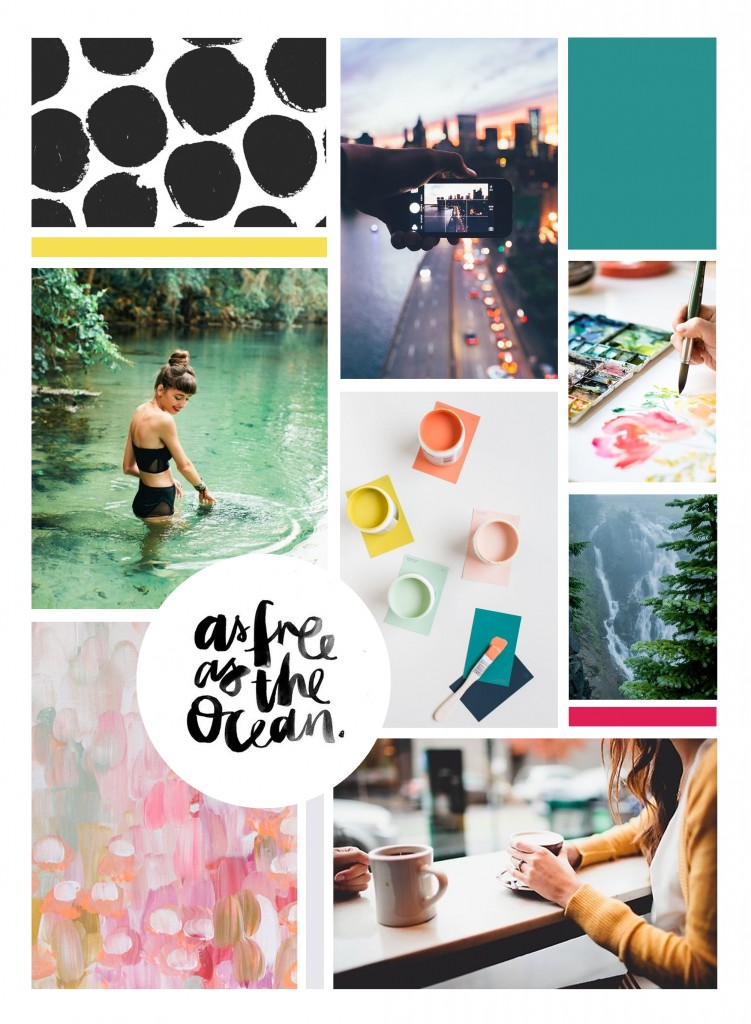 as free
as the
Ocean.